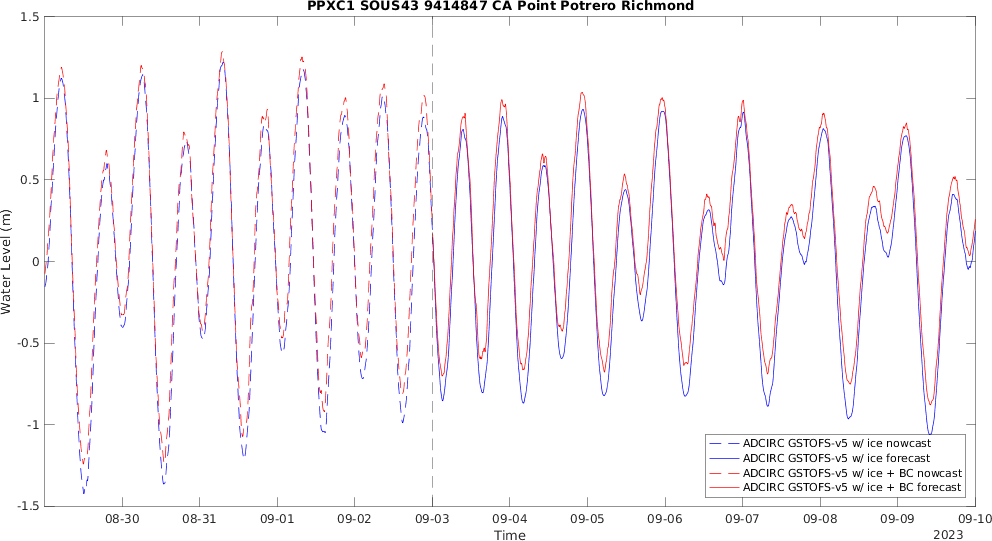 PPXC1 SOUS43 9414847 CA Point Potrero Richmond
1.5
1
0.5
0
-0.5
-1
-1.5
Water Level (m)
08-30
08-31
09-01
09-02
09-03
09-04
09-05
09-06
09-07
09-08
09-09
09-10
Time
2023
ADCIRC GSTOFS-v5 w/ ice nowcast
ADCIRC GSTOFS-v5 w/ ice forecast
ADCIRC GSTOFS-v5 w/ ice + BC nowcast
ADCIRC GSTOFS-v5 w/ ice + BC forecast